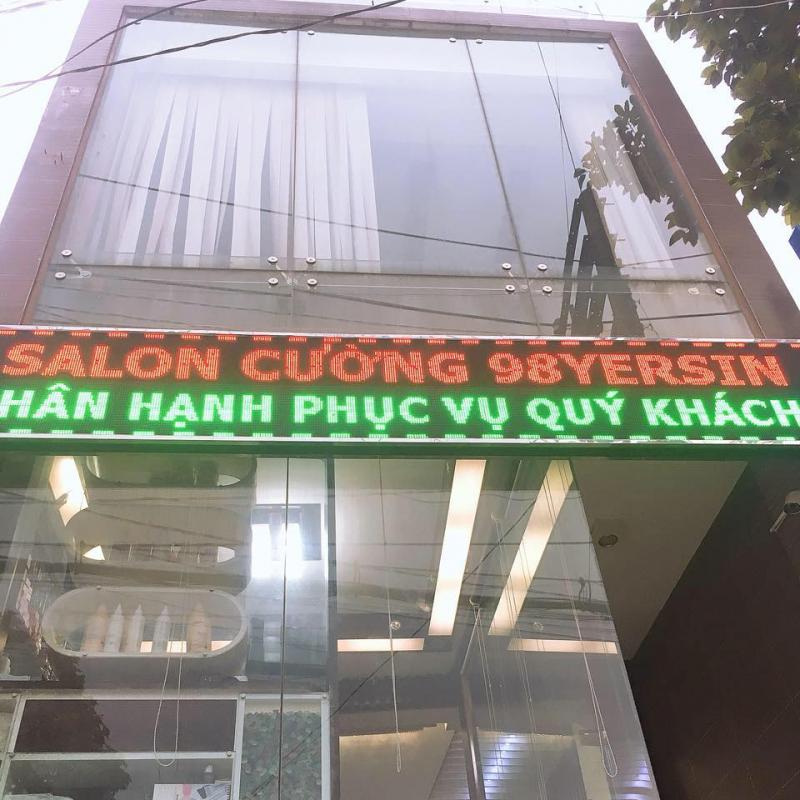 SALON CƯỜNG 98YERSIN
HÂN HẠNH PHỤC VỤ QUÝ KHÁCH